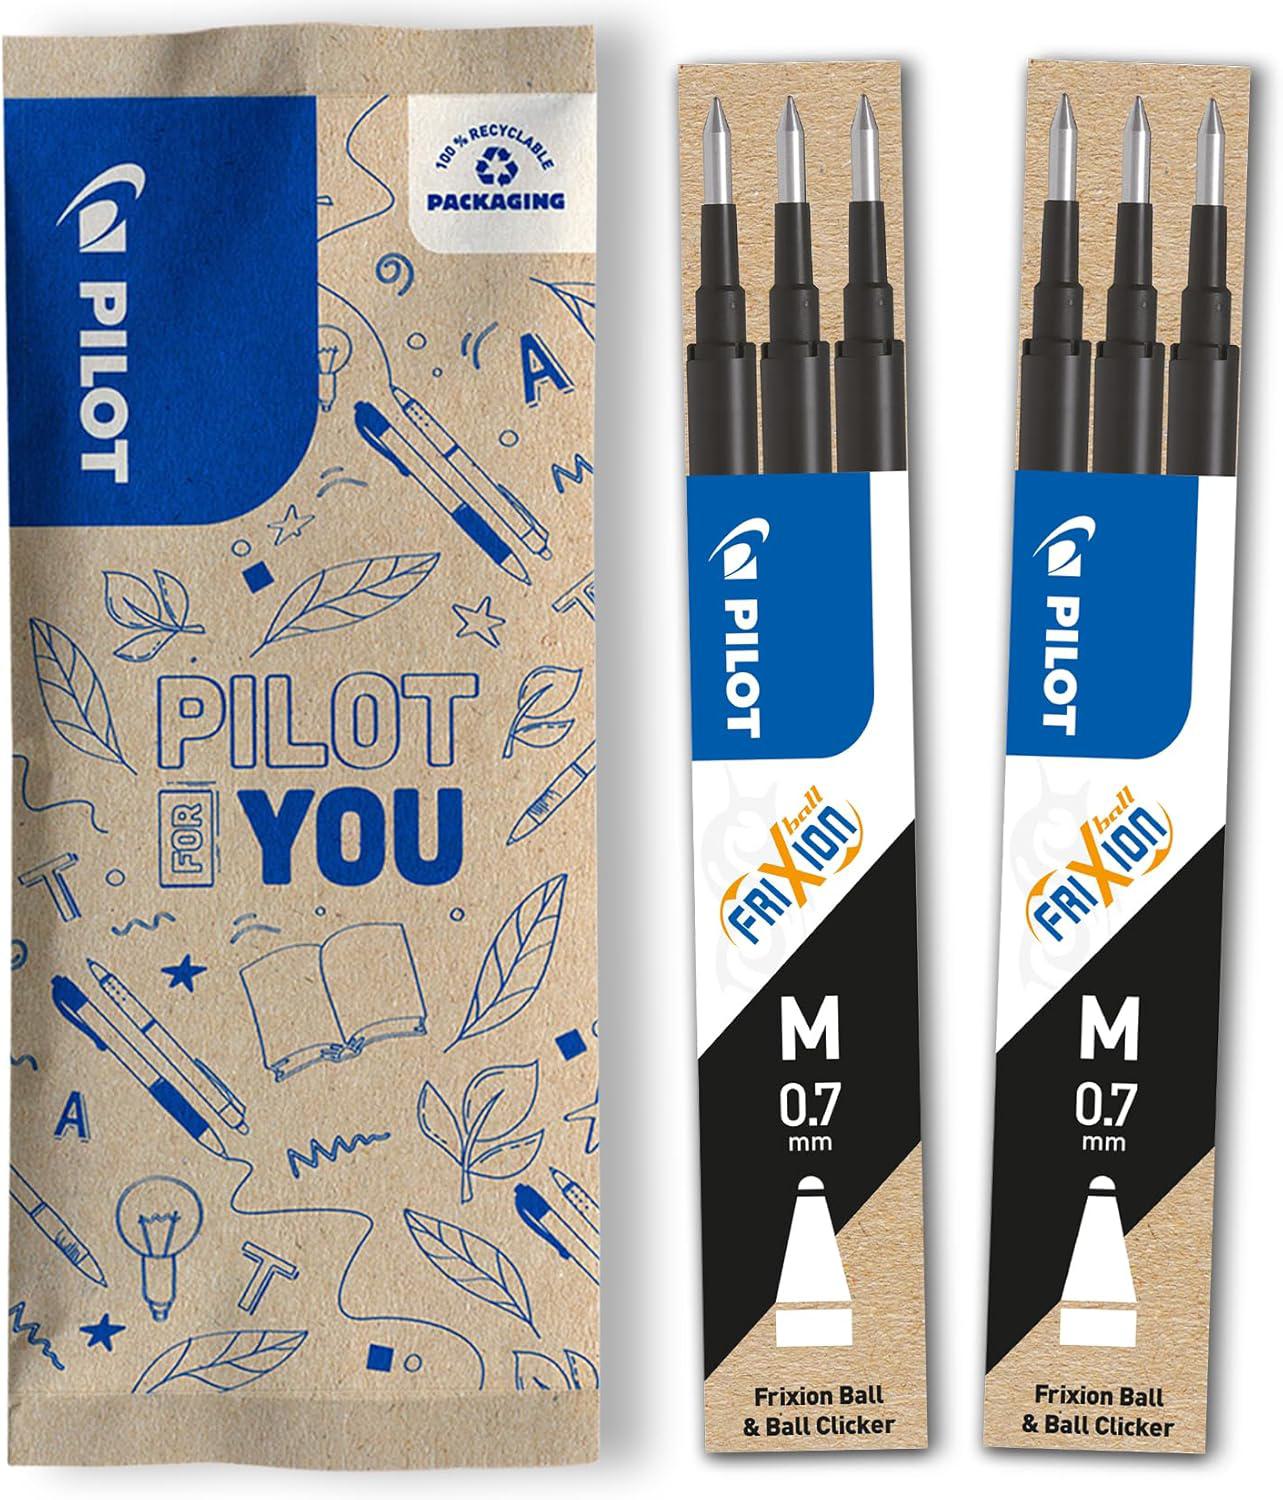 PILOT
100 % RECYCLABLE
PACKAGING
A
M
T
PILOT
FOR
YOU
T
A
T
PILOT
FRIXION
ball
M
0.7
mm
Frixion Ball
& Ball Clicker
PILOT
FRIXION
ball
M
0.7
mm
Frixion Ball
& Ball Clicker